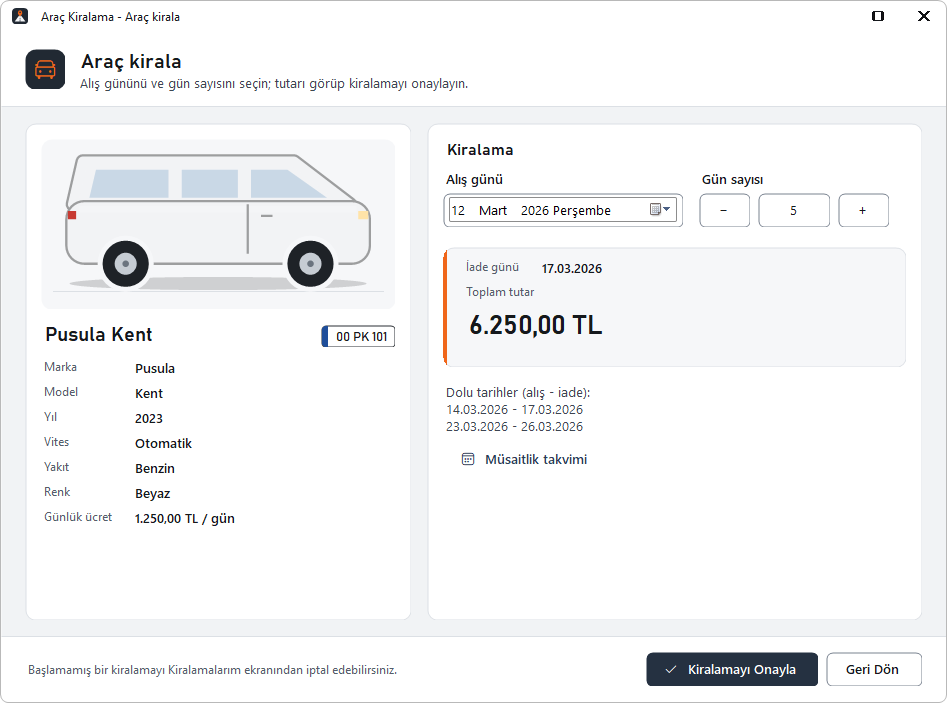 Araç Kiralama - Araç kirala
Araç kirala
Alış gününü ve gün sayısını seçin; tutarı görüp kiralamayı onaylayın.
Pusula Kent
00 PK 101
Marka Pusula
Model Kent
Yıl 2023
Vites Otomatik
Yakıt Benzin
Renk Beyaz
Günlük ücret 1.250,00 TL / gün
Kiralama
Alış günü Gün sayısı
12 Mart 2026 Perşembe − 5 +
İade günü 17.03.2026
Toplam tutar
6.250,00 TL
Dolu tarihler (alış - iade):
14.03.2026 - 17.03.2026
23.03.2026 - 26.03.2026
Müsaitlik takvimi
Başlamamış bir kiralamayı Kiralamalarım ekranından iptal edebilirsiniz.
Kiralamayı Onayla
Geri Dön